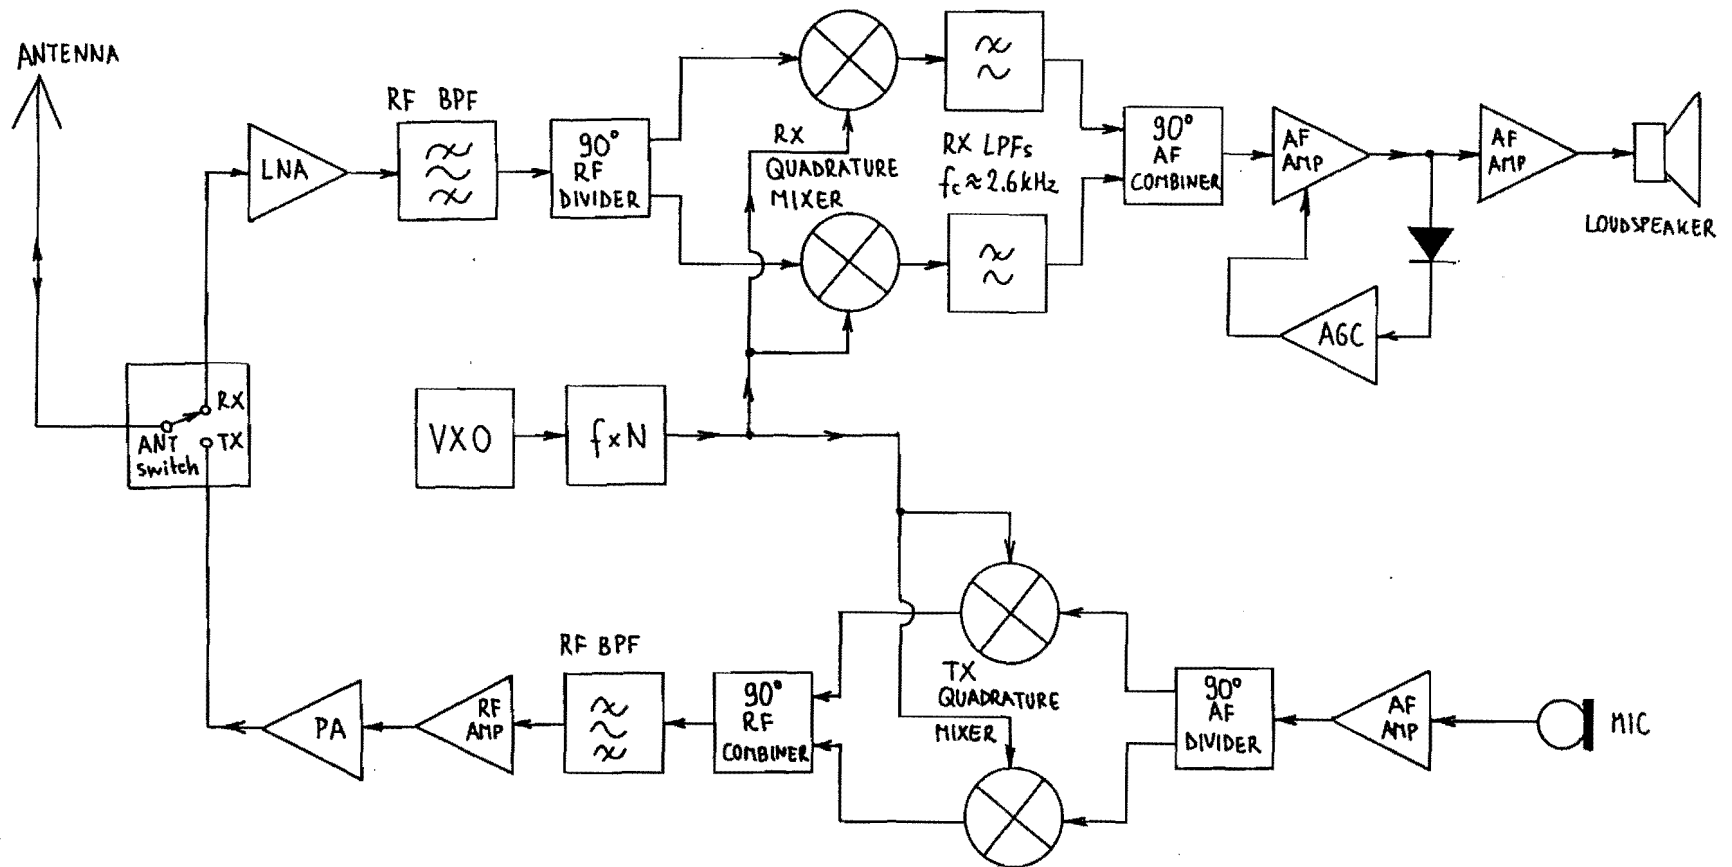 ANTENNA
RF BPF
LNA
90°
RF
DIVIDER
RX
QUADRATURE
MIXER
RX LPFs
fc ≈ 2.6kHz
90°
AF
COMBINER
AF
AMP
AF
AMP
LOUDSPEAKER
AGC
RX
ANT
TX
switch
VXO
f×N
RF BPF
PA
RF
AMP
90°
RF
COMBINER
TX
QUADRATURE
MIXER
90°
AF
DIVIDER
AF
AMP
MIC